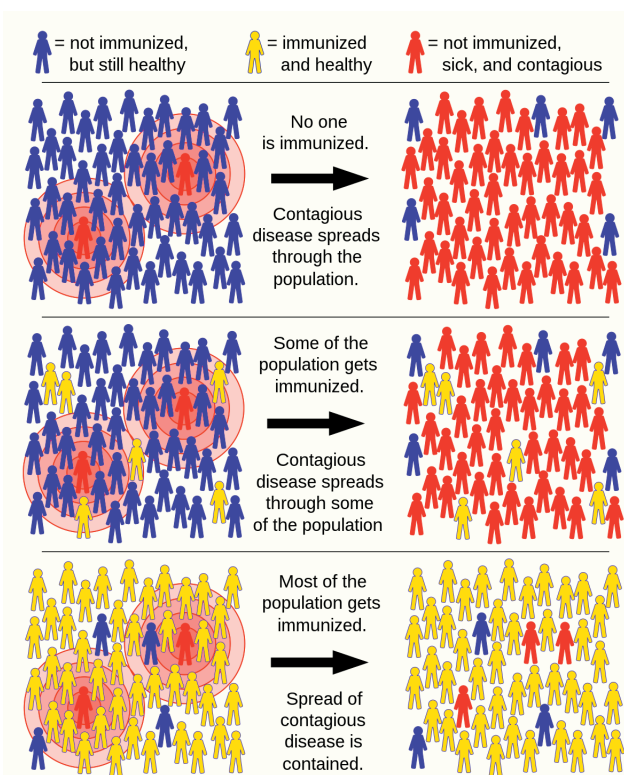 = not immunized,
but still healthy
= immunized
and healthy
= not immunized,
sick, and contagious
No one
is immunized.
Contagious
disease spreads
through the
population.
Some of the
population gets
immunized.
Contagious
disease spreads
through some
of the population
Most of the
population gets
immunized.
Spread of
contagious
disease is
contained.